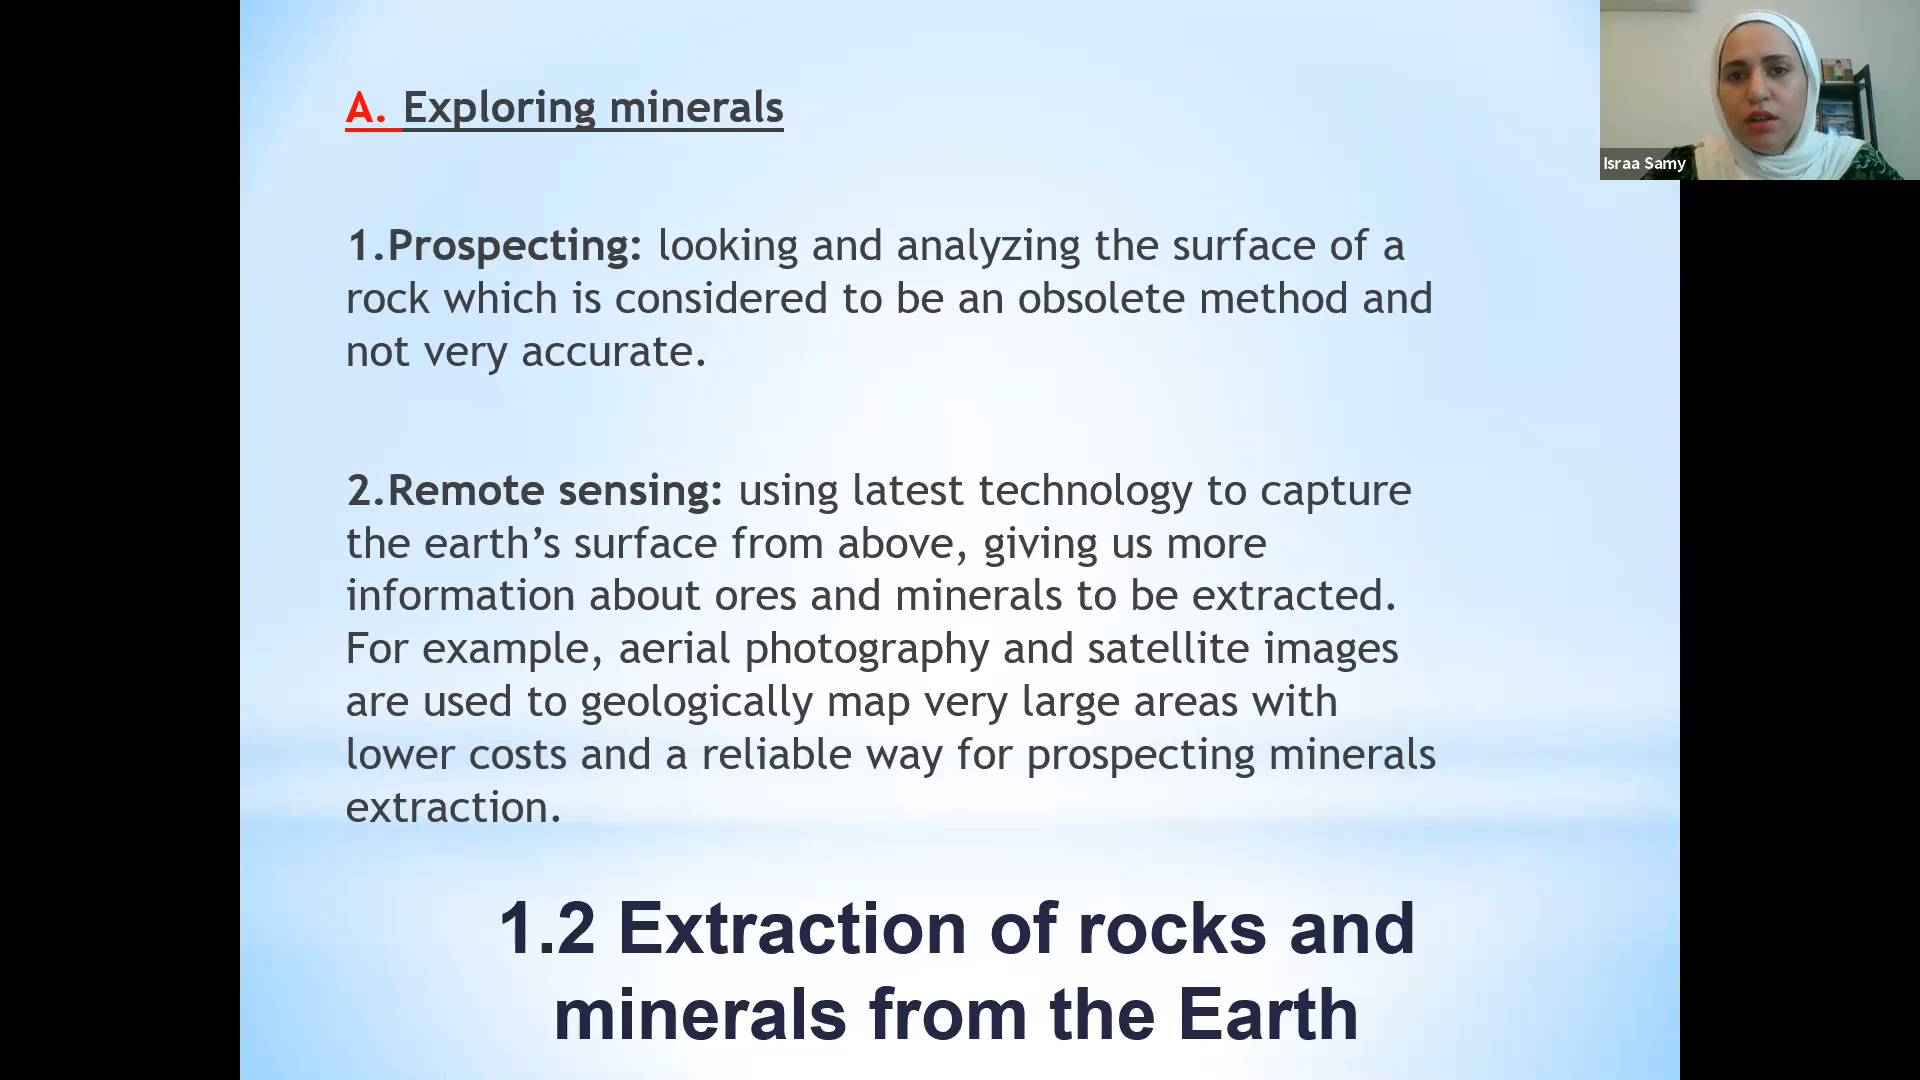 A. Exploring minerals
Israa Samy
1.Prospecting: looking and analyzing the surface of a
rock which is considered to be an obsolete method and
not very accurate.
2.Remote sensing: using latest technology to capture
the earth’s surface from above, giving us more
information about ores and minerals to be extracted.
For example, aerial photography and satellite images
are used to geologically map very large areas with
lower costs and a reliable way for prospecting minerals
extraction.
1.2 Extraction of rocks and
minerals from the Earth